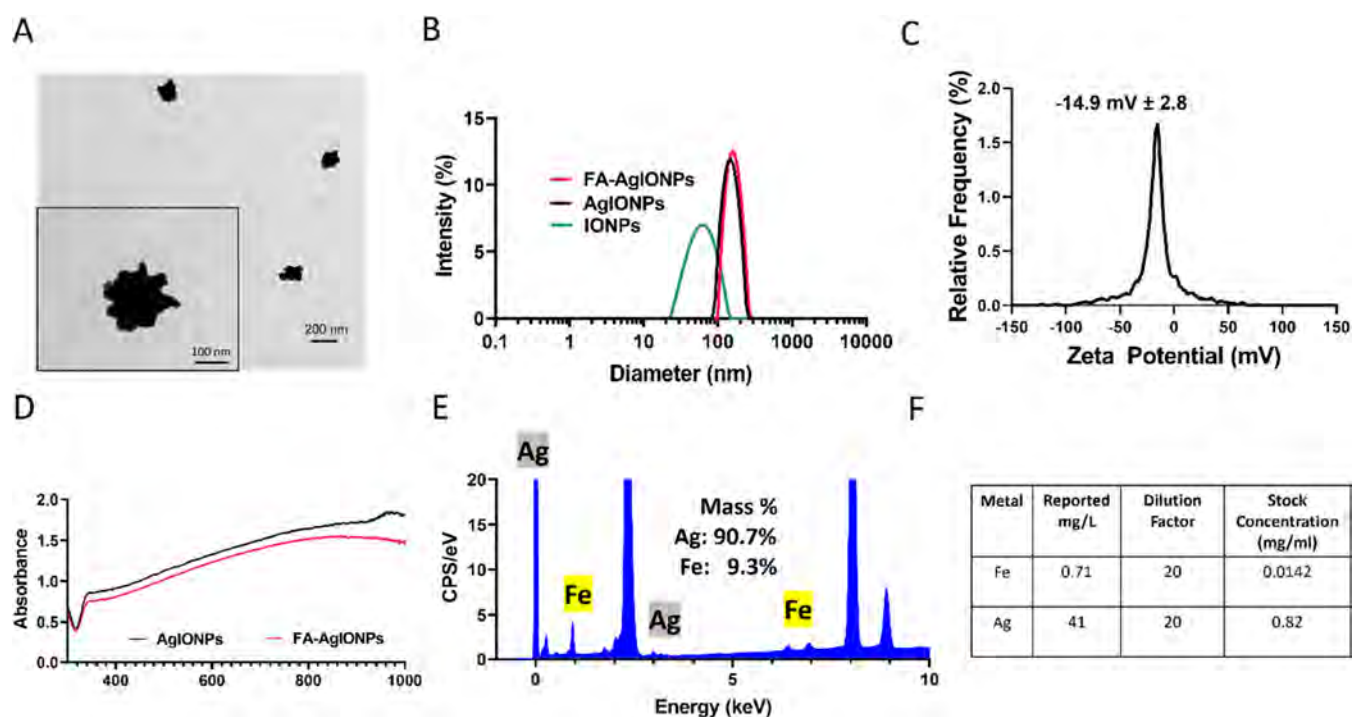 A
200 nm
100 nm
B
15
10
5
0
Intensity (%)
FA-AgIONPs
AgIONPs
IONPs
0.1
1
10
100
1000
10000
Diameter (nm)
C
2.0
1.5
1.0
0.5
0.0
Relative Frequency (%)
-14.9 mV ± 2.8
-150
-100
-50
0
50
100
150
Zeta Potential (mV)
D
2.0
1.5
1.0
0.5
0.0
Absorbance
AgIONPs
FA-AgIONPs
400
600
800
1000
E
Ag
CPS/eV
20
15
10
5
0
Mass %
Ag: 90.7%
Fe: 9.3%
Fe
Ag
Fe
0
5
10
Energy (keV)
F
Metal
Reported
mg/L
Dilution
Factor
Stock
Concentration
(mg/ml)
Fe
0.71
20
0.0142
Ag
41
20
0.82